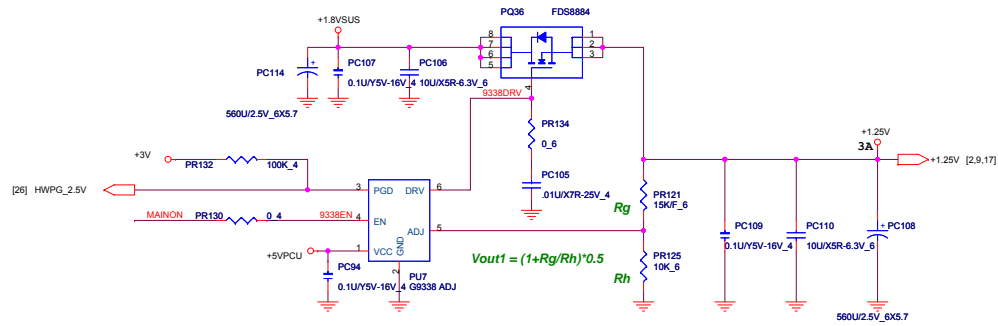 PQ36
FDS8884
+1.8VSUS
8
7
6
5
1
2
3
4
PC114
560U/2.5V_6X5.7
PC107
0.1U/Y5V-16V_4
PC106
10U/X5R-6.3V_6
9338DRV
PR134
0_6
PC105
.01U/X7R-25V_4
+3V
PR132
100K_4
[26] HWPG_2.5V
MAINON
PR130
0_4
9338EN
+5VPCU
PC94
0.1U/Y5V-16V_4
3 PGD
DRV 6
4 EN
ADJ 5
1 VCC
GND
2
PU7
G9338 ADJ
Vout1 = (1+Rg/Rh)*0.5
Rg
PR121
15K/F_6
Rh
PR125
10K_6
+1.25V
3A
+1.25V [2,9,17]
PC109
0.1U/Y5V-16V_4
PC110
10U/X5R-6.3V_6
PC108
560U/2.5V_6X5.7